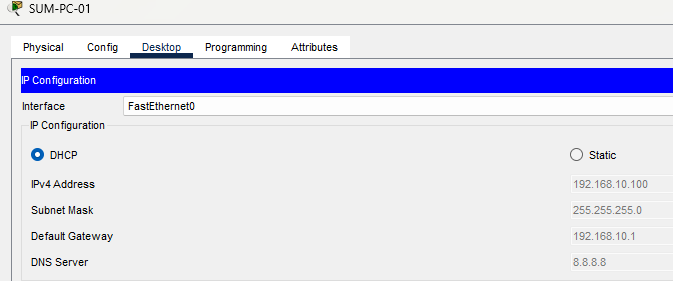 SUM-PC-01
Physical Config Desktop Programming Attributes
IP Configuration
Interface FastEthernet0
IP Configuration
DHCP Static
IPv4 Address 192.168.10.100
Subnet Mask 255.255.255.0
Default Gateway 192.168.10.1
DNS Server 8.8.8.8